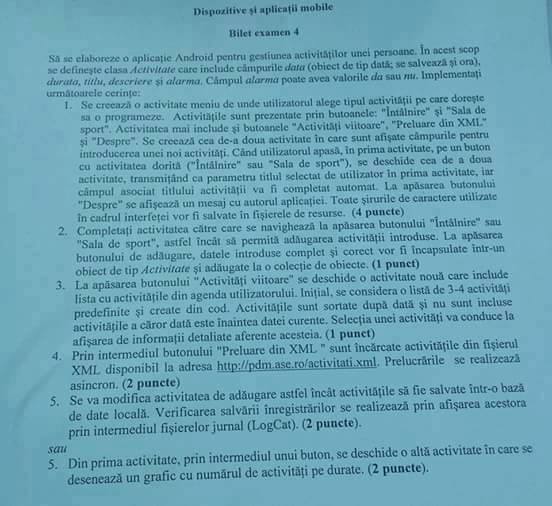 Dispozitive și aplicații mobile
Bilet examen 4
Să se elaboreze o aplicație Android pentru gestiunea activităților unei persoane. În acest scop
se definește clasa Activitate care include câmpurile data (obiect de tip dată; se salvează și ora),
durata, titlu, descriere și alarma. Câmpul alarma poate avea valorile da sau nu. Implementați
următoarele cerințe:
1. Se creează o activitate meniu de unde utilizatorul alege tipul activității pe care dorește
sa o programeze. Activitățile sunt prezentate prin butoanele: "Întâlnire" și "Sala de
sport". Activitatea mai include și butoanele "Activități viitoare", "Preluare din XML"
și "Despre". Se creează cea de-a doua activitate în care sunt afișate câmpurile pentru
introducerea unei noi activități. Când utilizatorul apasă, în prima activitate, pe un buton
cu activitatea dorită ("Întâlnire" sau "Sala de sport"), se deschide cea de a doua
activitate, transmițând ca parametru titlul selectat de utilizator în prima activitate, iar
câmpul asociat titlului activității va fi completat automat. La apăsarea butonului
"Despre" se afișează un mesaj cu autorul aplicației. Toate șirurile de caractere utilizate
în cadrul interfeței vor fi salvate în fișierele de resurse. (4 puncte)
2. Completați activitatea către care se navighează la apăsarea butonului "Întâlnire" sau
"Sala de sport", astfel încât să permită adăugarea activității introduse. La apăsarea
butonului de adăugare, datele introduse complet și corect vor fi încapsulate într-un
obiect de tip Activitate și adăugate la o colecție de obiecte. (1 punct)
3. La apăsarea butonului "Activități viitoare" se deschide o activitate nouă care include
lista cu activitățile din agenda utilizatorului. Inițial, se considera o listă de 3-4 activități
predefinite și create din cod. Activitățile sunt sortate după dată și nu sunt incluse
activitățile a căror dată este înaintea datei curente. Selecția unei activități va conduce la
afișarea de informații detaliate aferente acesteia. (1 punct)
4. Prin intermediul butonului "Preluare din XML " sunt încărcate activitățile din fișierul
XML disponibil la adresa http://pdm.ase.ro/activitati.xml. Prelucrările se realizează
asincron. (2 puncte)
5. Se va modifica activitatea de adăugare astfel încât activitățile să fie salvate într-o bază
de date locală. Verificarea salvării înregistrărilor se realizează prin afișarea acestora
prin intermediul fișierelor jurnal (LogCat). (2 puncte).
sau
5. Din prima activitate, prin intermediul unui buton, se deschide o altă activitate în care se
desenează un grafic cu numărul de activități pe durate. (2 puncte).